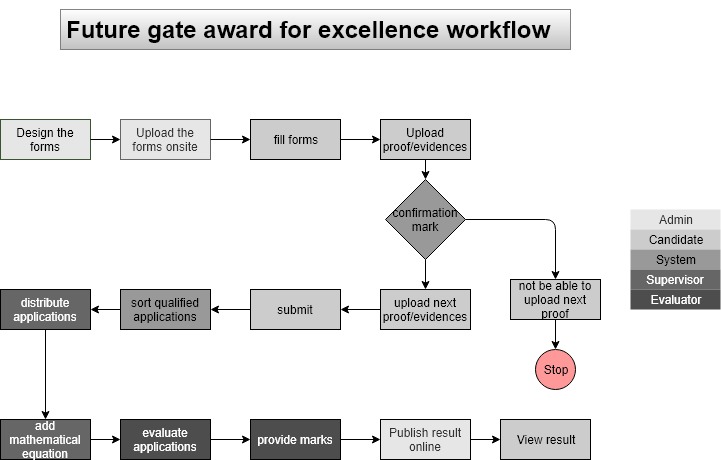 Future gate award for excellence workflow
Design the
forms
Upload the
forms onsite
fill forms
Upload
proof/evidences
confirmation
mark
Admin
Candidate
System
Supervisor
Evaluator
distribute
applications
sort qualified
applications
submit
upload next
proof/evidences
not be able to
upload next
proof
Stop
add
mathematical
equation
evaluate
applications
provide marks
Publish result
online
View result